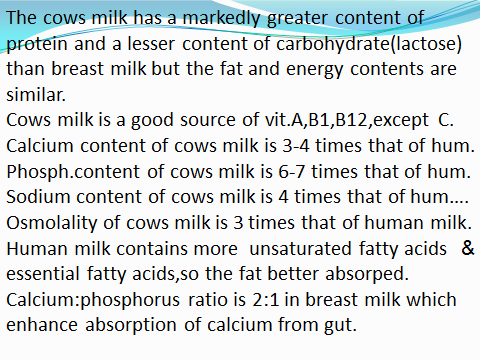 The cows milk has a markedly greater content of
protein and a lesser content of carbohydrate(lactose)
than breast milk but the fat and energy contents are
similar.
Cows milk is a good source of vit.A,B1,B12,except C.
Calcium content of cows milk is 3-4 times that of hum.
Phosph.content of cows milk is 6-7 times that of hum.
Sodium content of cows milk is 4 times that of hum....
Osmolality of cows milk is 3 times that of human milk.
Human milk contains more unsaturated fatty acids &
essential fatty acids,so the fat better absorped.
Calcium:phosphorus ratio is 2:1 in breast milk which
enhance absorption of calcium from gut.